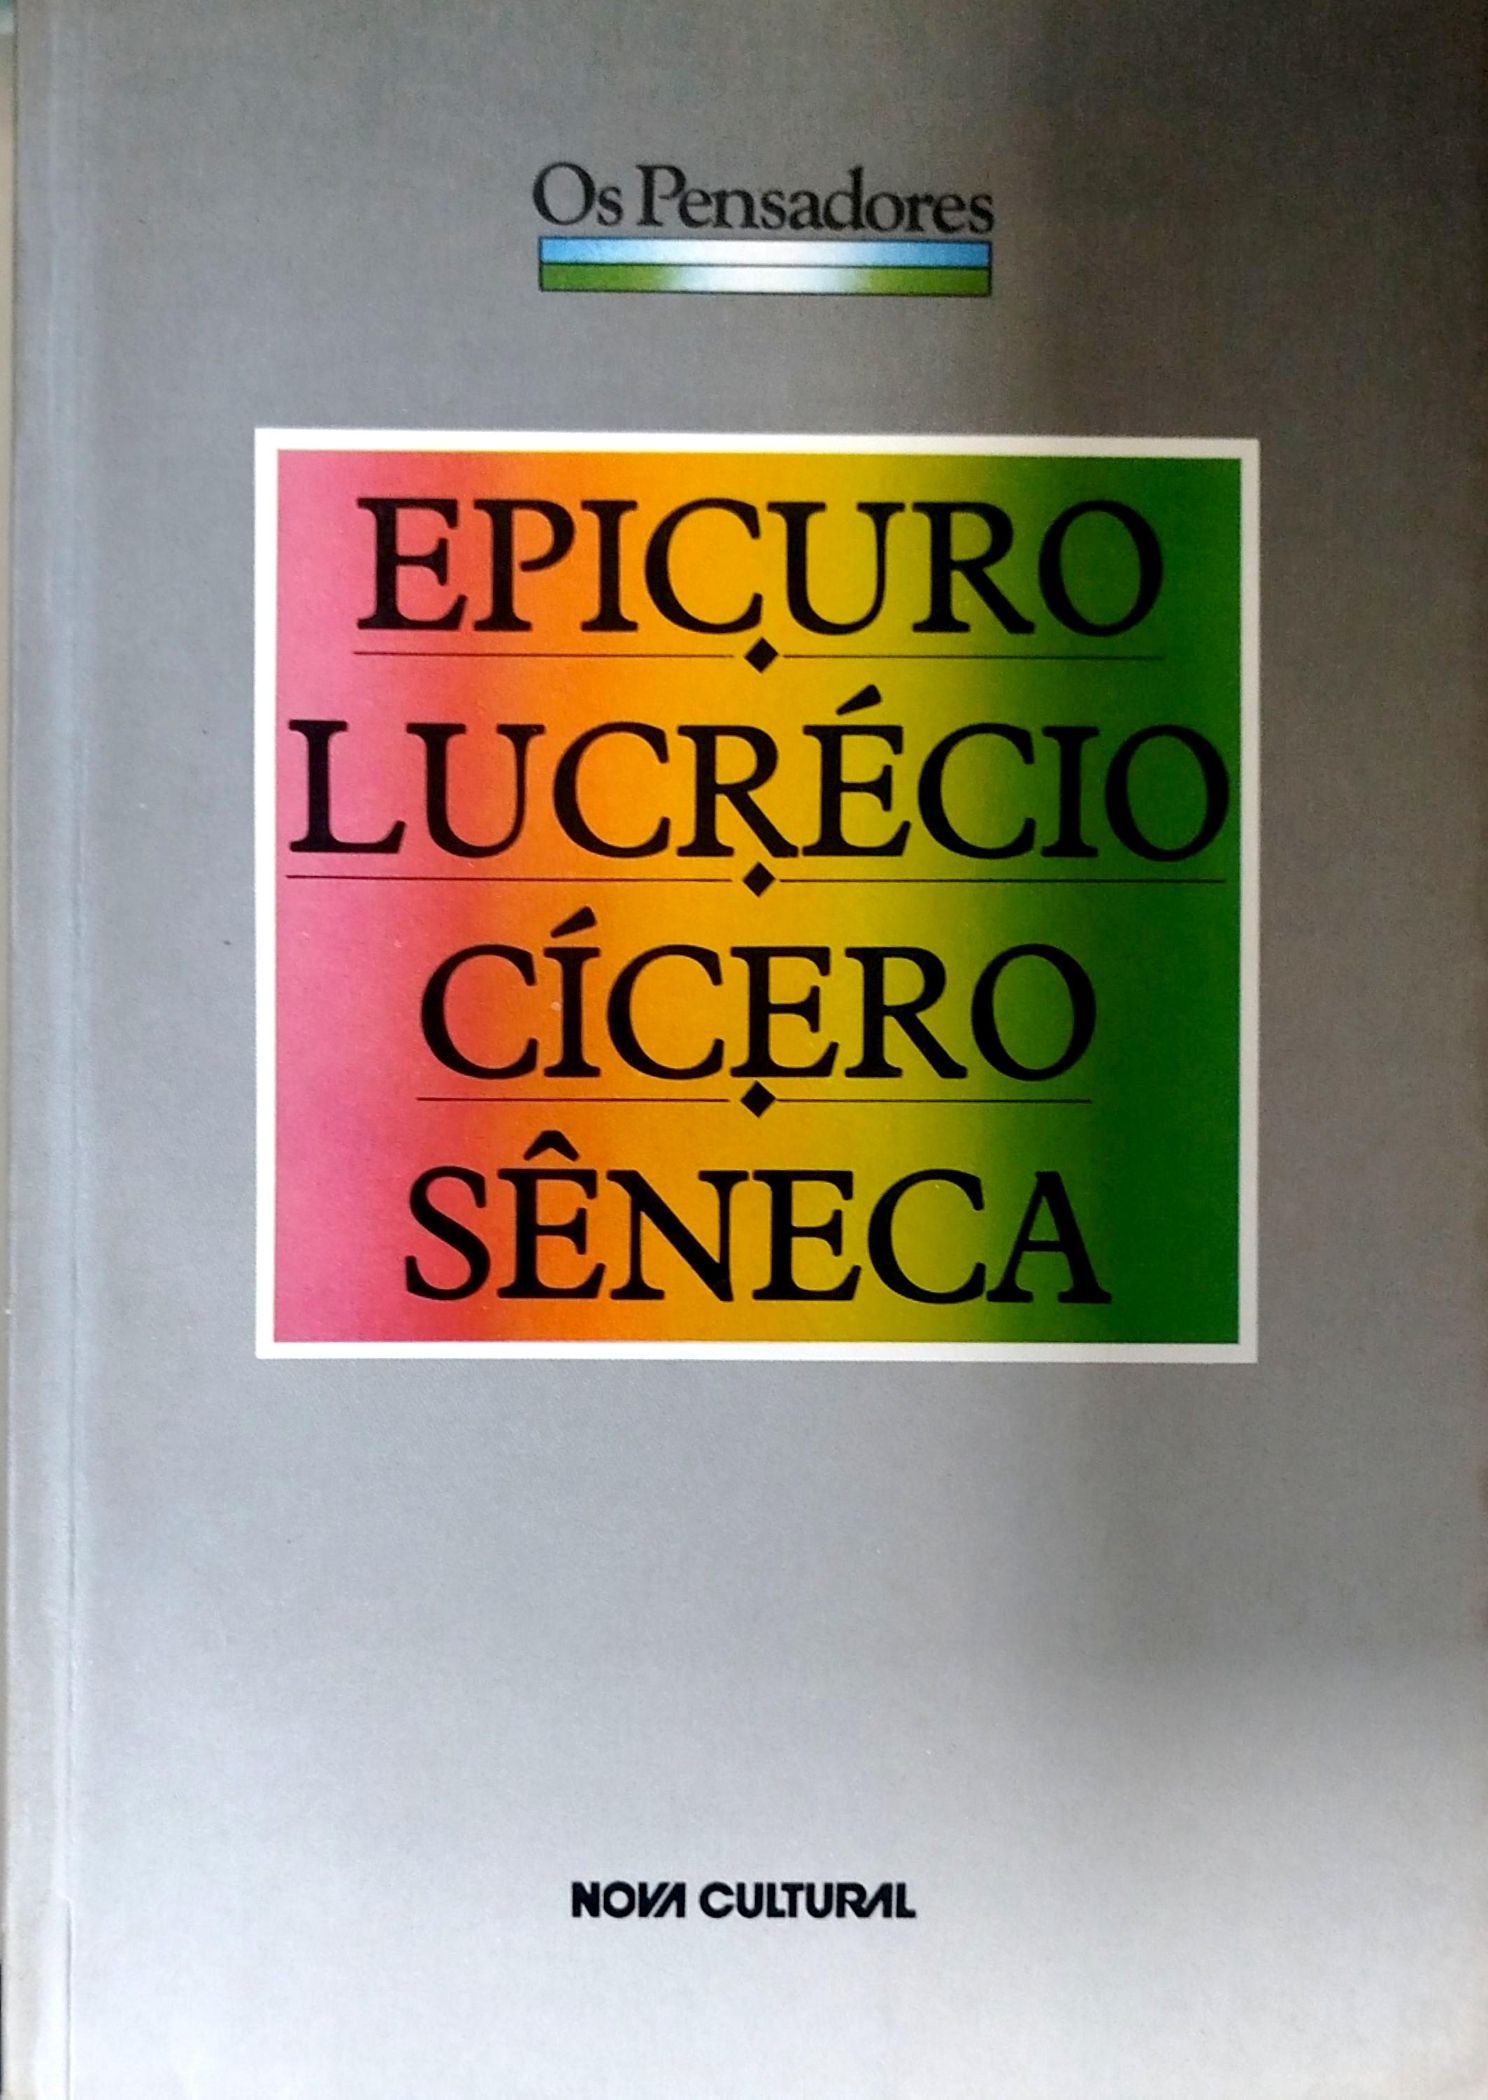 Os Pensadores
EPICURO
LUCRÉCIO
CÍCERO
SÊNECA
NOVA CULTURAL